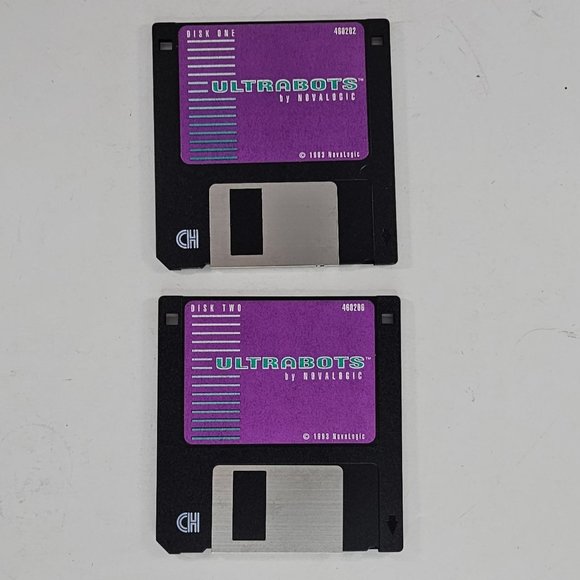 DISK ONE 460202
ULTRABOTS™
by NOVALOGIC
© 1993 NovaLogic
CH
DISK TWO 460206
ULTRABOTS™
by NOVALOGIC
© 1993 NovaLogic
CH